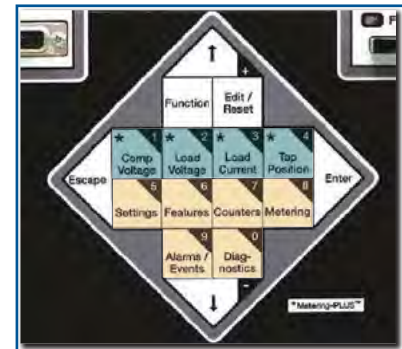 F
↑
+
Function Edit /
Reset
* 1 * 2 * 3 * 4
Comp Load Load Tap
Voltage Voltage Current Position
Escape Enter
5 6 7 8
Settings Features Counters Metering
9 0
Alarms / Diag-
Events nostics
-
↓
*Metering-PLUS™